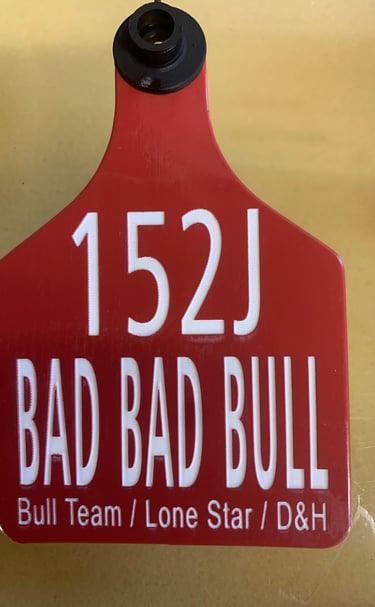 152J
BAD BAD BULL
Bull Team / Lone Star / D&H